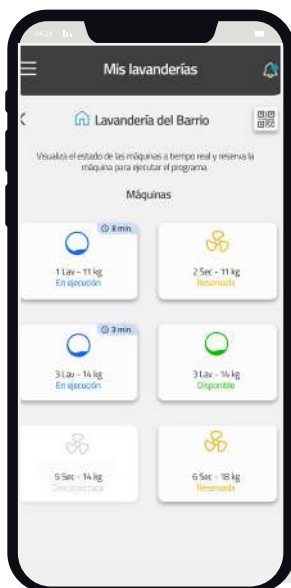 Mis lavanderías
Lavandería del Barrio
Visualiza el estado de las máquinas a tiempo real y reserva la
máquina para ejecutar el programa
Máquinas
8 min
1 Lav - 11 kg
En ejecución
2 Sec - 11 kg
Reservada
3 min
3 Lav - 14 kg
En ejecución
3 Lav - 14 kg
Disponible
5 Sec - 14 kg
6 Sec - 18 kg
Reservada